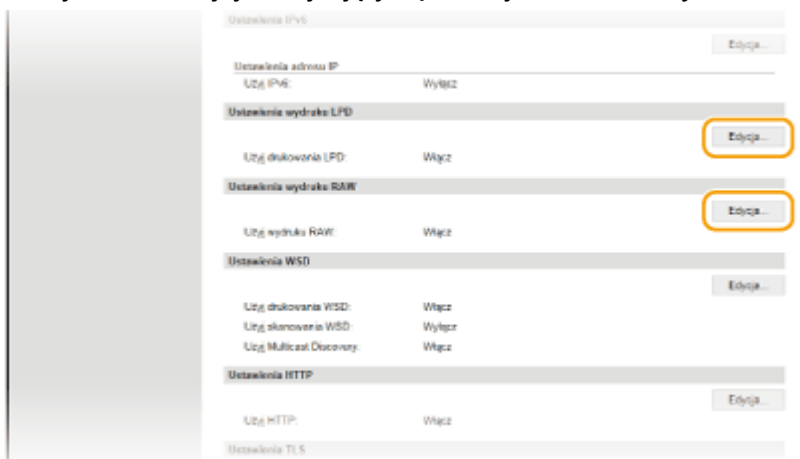 Ustawienia IPv6
Edycja...
Ustawienia adresu IP
Użyj IPv6: Wyłącz
Ustawienia wydruku LPD
Edycja...
Użyj drukowania LPD: Włącz
Ustawienia wydruku RAW
Edycja...
Użyj wydruku RAW: Włącz
Ustawienia WSD
Edycja...
Użyj drukowania WSD: Włącz
Użyj skanowania WSD: Wyłącz
Użyj Multicast Discovery: Włącz
Ustawienia HTTP
Edycja...
Użyj HTTP: Włącz
Ustawienia TLS